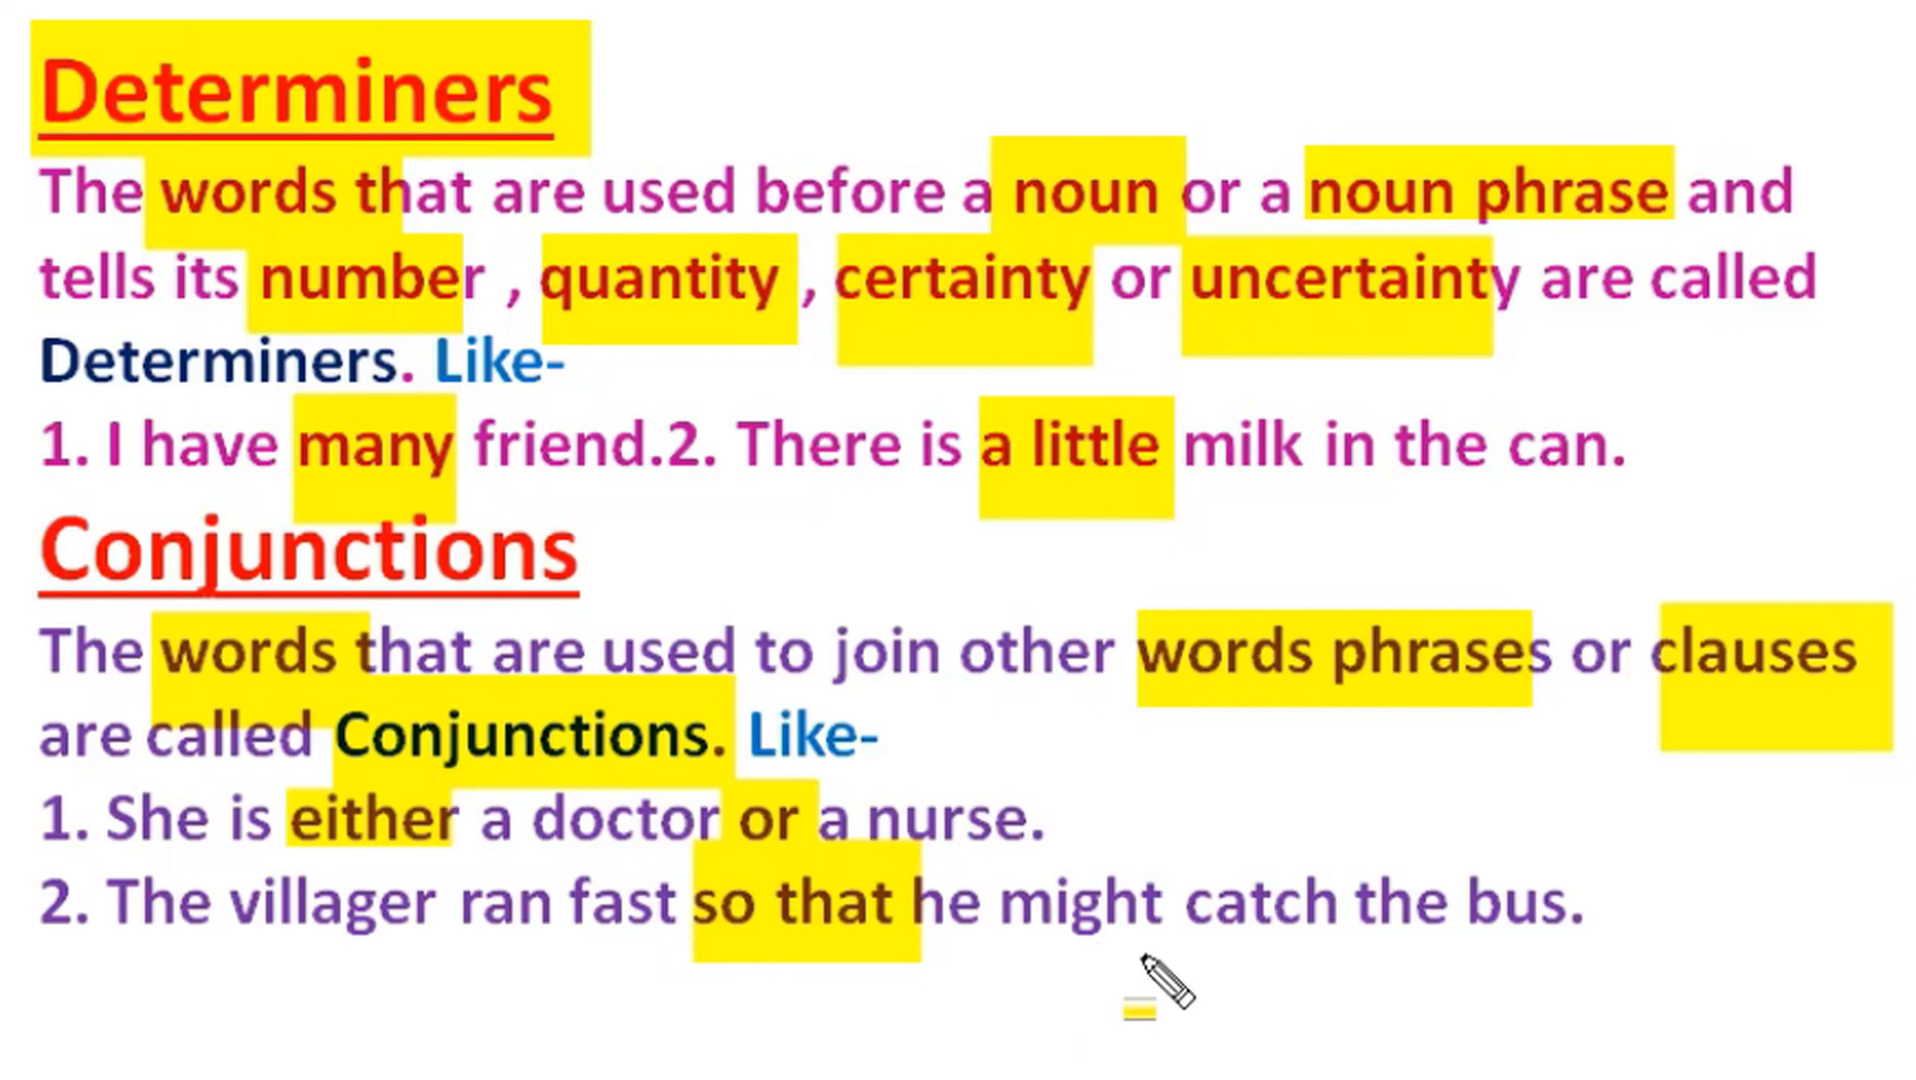 Determiners
The words that are used before a noun or a noun phrase and
tells its number , quantity , certainty or uncertainty are called
Determiners. Like-
1. I have many friend.2. There is a little milk in the can.
Conjunctions
The words that are used to join other words phrases or clauses
are called Conjunctions. Like-
1. She is either a doctor or a nurse.
2. The villager ran fast so that he might catch the bus.